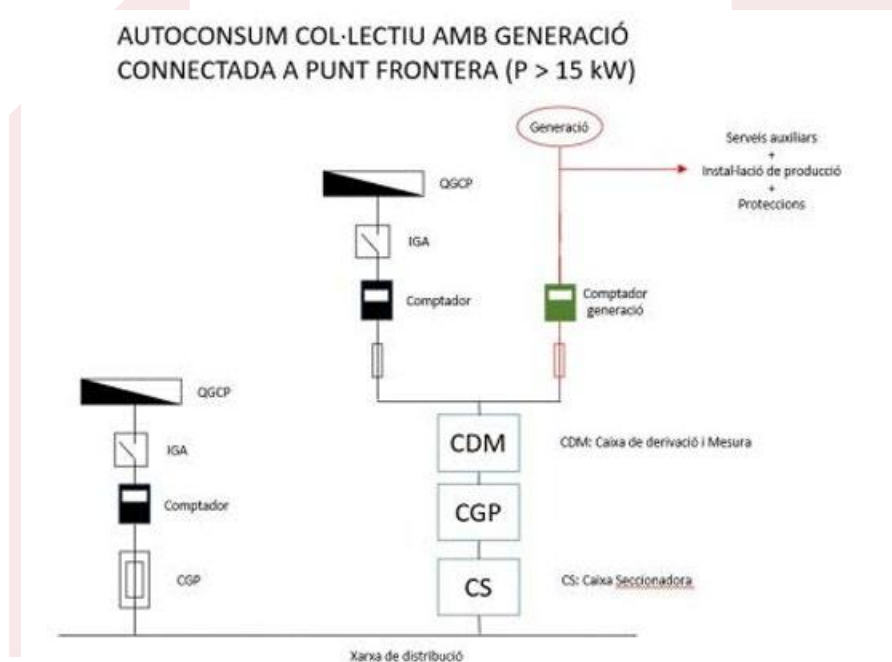 AUTOCONSUM COL·LECTIU AMB GENERACIÓ
CONNECTADA A PUNT FRONTERA (P > 15 kW)
Generació
Serveis auxiliars
+
Instal·lació de producció
+
Proteccions
QGCP
IGA
Comptador
Comptador
generació
QGCP
IGA
Comptador
CGP
CDM
CDM: Caixa de derivació i Mesura
CGP
CS
CS: Caixa Seccionadora
Xarxa de distribució